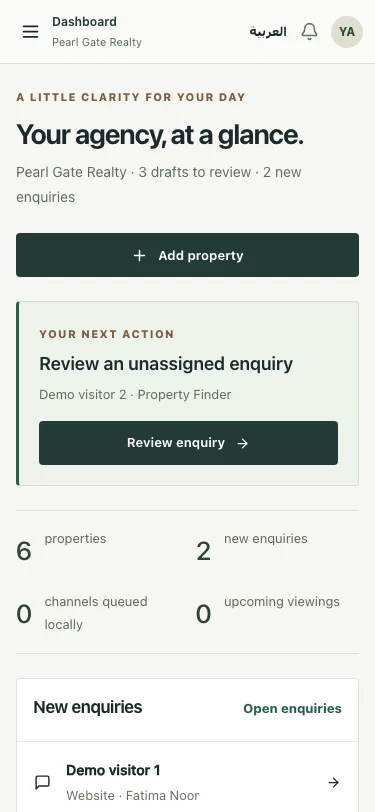 Dashboard
Pearl Gate Realty
العربية
YA
A LITTLE CLARITY FOR YOUR DAY
Your agency, at a glance.
Pearl Gate Realty · 3 drafts to review · 2 new
enquiries
Add property
YOUR NEXT ACTION
Review an unassigned enquiry
Demo visitor 2 · Property Finder
Review enquiry
6 properties
2 new enquiries
0 channels queued
locally
0 upcoming viewings
New enquiries
Open enquiries
Demo visitor 1
Website · Fatima Noor